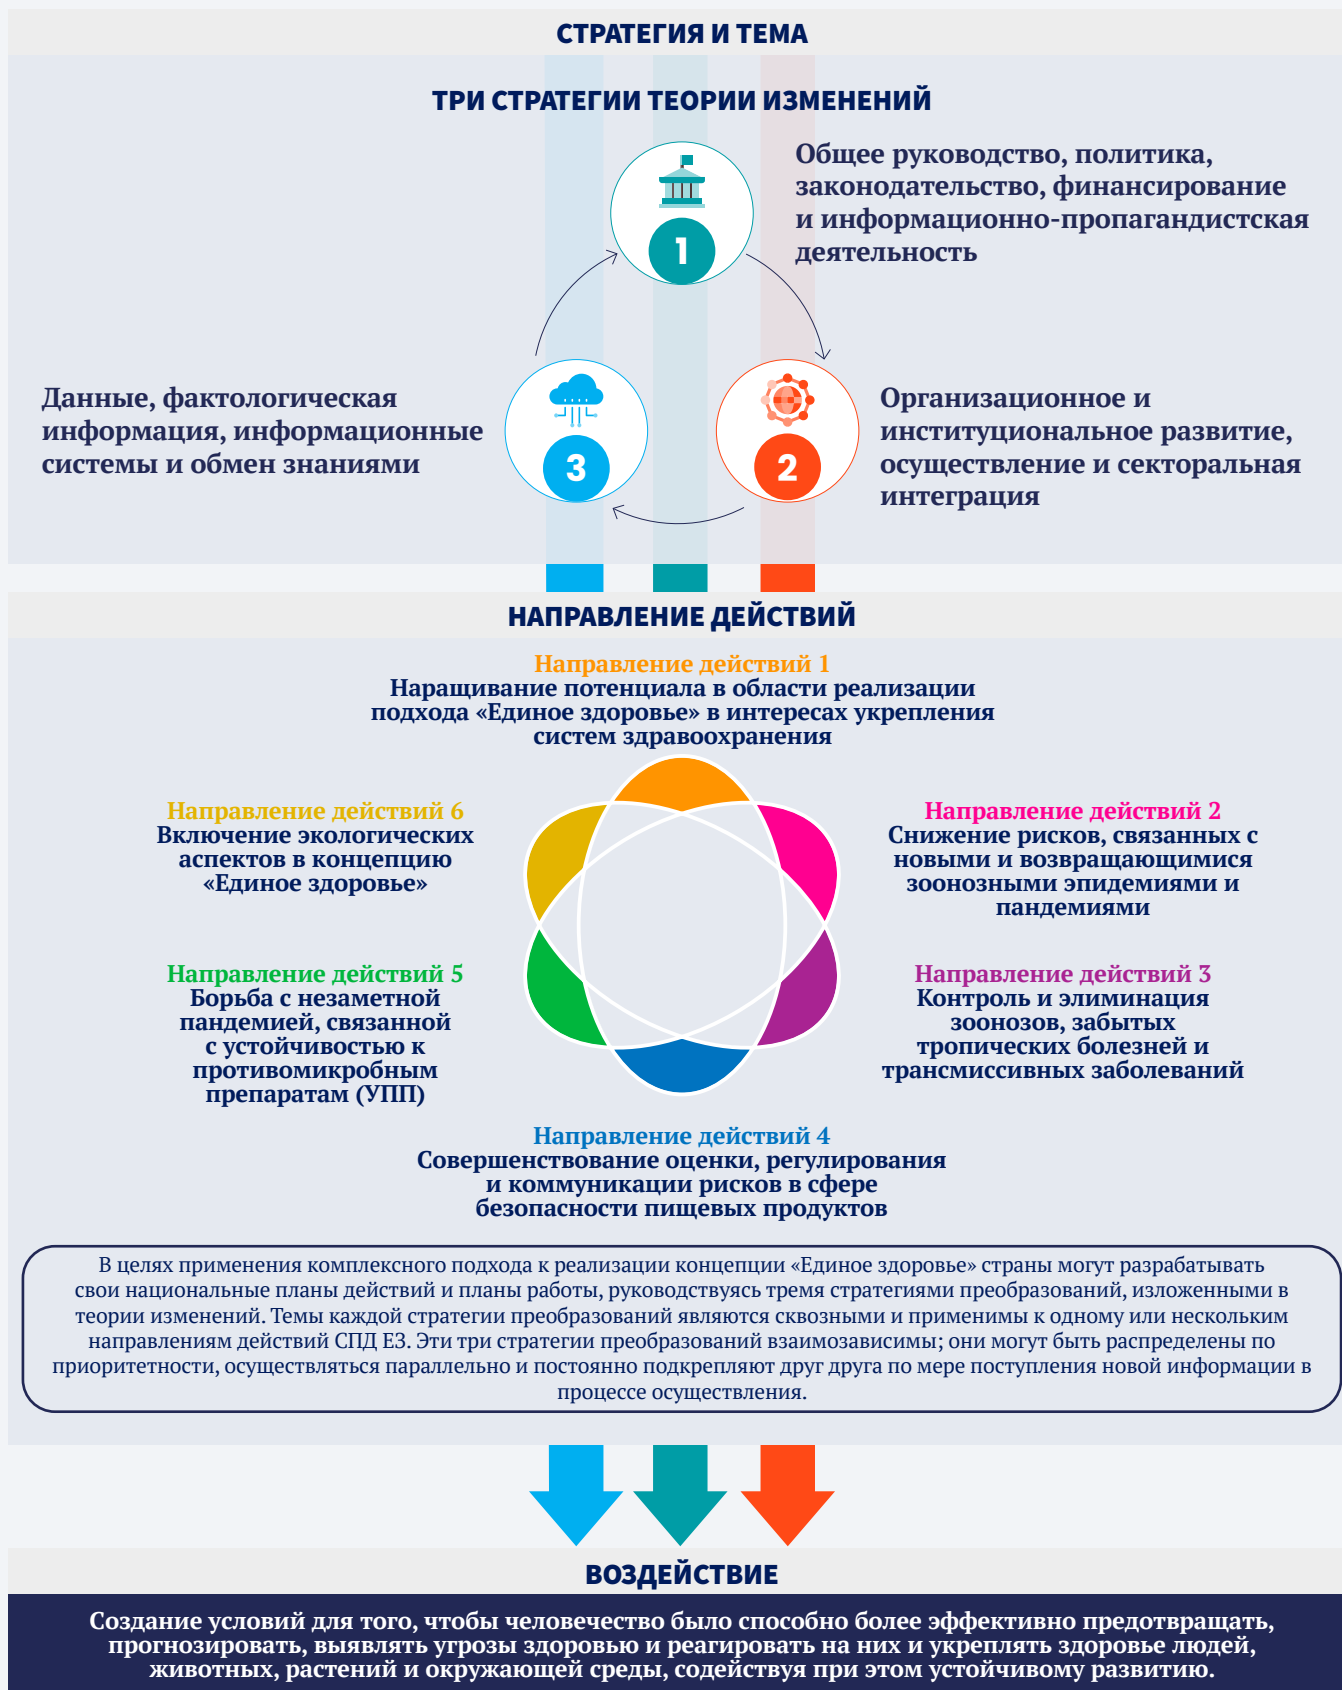 СТРАТЕГИЯ И ТЕМА
ТРИ СТРАТЕГИИ ТЕОРИИ ИЗМЕНЕНИЙ
1
Общее руководство, политика,
законодательство, финансирование
и информационно-пропагандистская
деятельность
2
Организационное и
институциональное развитие,
осуществление и секторальная
интеграция
3
Данные, фактологическая
информация, информационные
системы и обмен знаниями
НАПРАВЛЕНИЕ ДЕЙСТВИЙ
Направление действий 1
Наращивание потенциала в области реализации
подхода «Единое здоровье» в интересах укрепления
систем здравоохранения
Направление действий 2
Снижение рисков, связанных с
новыми и возвращающимися
зоонозными эпидемиями и
пандемиями
Направление действий 3
Контроль и элиминация
зоонозов, забытых
тропических болезней и
трансмиссивных заболеваний
Направление действий 4
Совершенствование оценки, регулирования
и коммуникации рисков в сфере
безопасности пищевых продуктов
Направление действий 5
Борьба с незаметной
пандемией, связанной
с устойчивостью к
противомикробным
препаратам (УПП)
Направление действий 6
Включение экологических
аспектов в концепцию
«Единое здоровье»
В целях применения комплексного подхода к реализации концепции «Единое здоровье» страны могут разрабатывать
свои национальные планы действий и планы работы, руководствуясь тремя стратегиями преобразований, изложенными в
теории изменений. Темы каждой стратегии преобразований являются сквозными и применимы к одному или нескольким
направлениям действий СПД ЕЗ. Эти три стратегии преобразований взаимозависимы; они могут быть распределены по
приоритетности, осуществляться параллельно и постоянно подкрепляют друг друга по мере поступления новой информации в
процессе осуществления.
ВОЗДЕЙСТВИЕ
Создание условий для того, чтобы человечество было способно более эффективно предотвращать,
прогнозировать, выявлять угрозы здоровью и реагировать на них и укреплять здоровье людей,
животных, растений и окружающей среды, содействуя при этом устойчивому развитию.